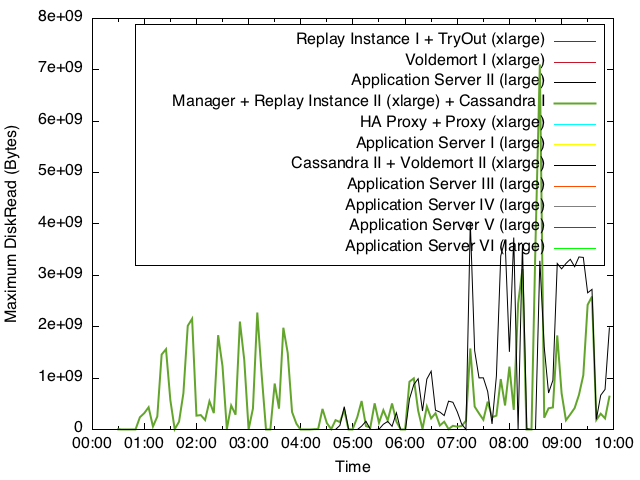 8e+09
7e+09
6e+09
5e+09
4e+09
3e+09
2e+09
1e+09
0
Maximum DiskRead (Bytes)
Replay Instance I + TryOut (xlarge)
Voldemort I (xlarge)
Application Server II (large)
Manager + Replay Instance II (xlarge) + Cassandra I
HA Proxy + Proxy (xlarge)
Application Server I (large)
Cassandra II + Voldemort II (xlarge)
Application Server III (large)
Application Server IV (large)
Application Server V (large)
Application Server VI (large)
00:00 01:00 02:00 03:00 04:00 05:00 06:00 07:00 08:00 09:00 10:00
Time